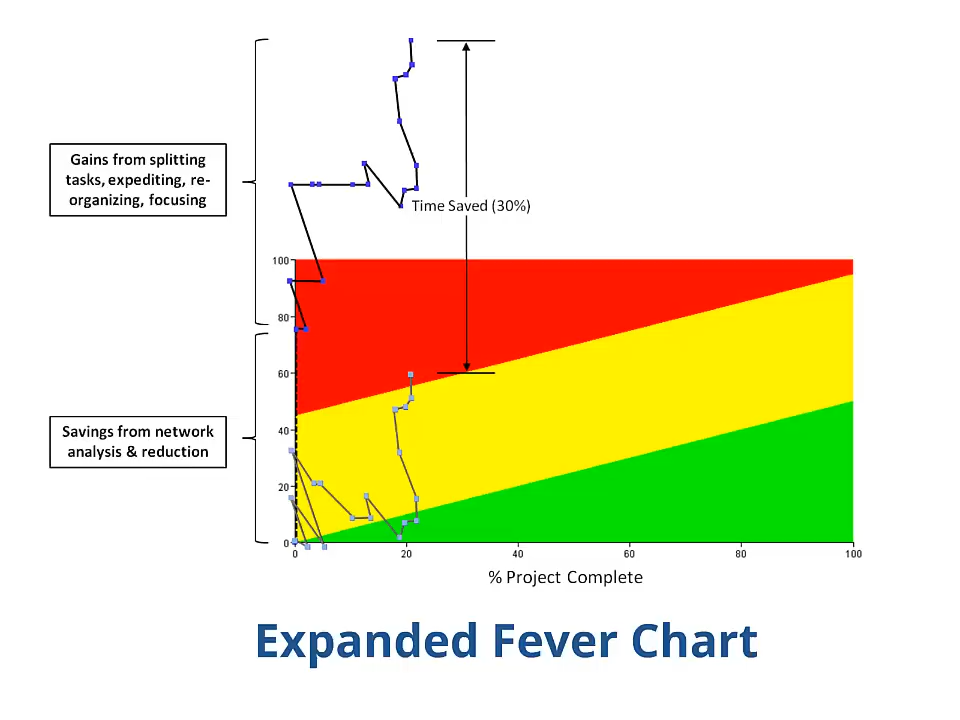 Gains from splitting
tasks, expediting, re-
organizing, focusing
Time Saved (30%)
100
80
60
Savings from network
analysis & reduction
40
20
0
0 20 40 60 80 100
% Project Complete
Expanded Fever Chart